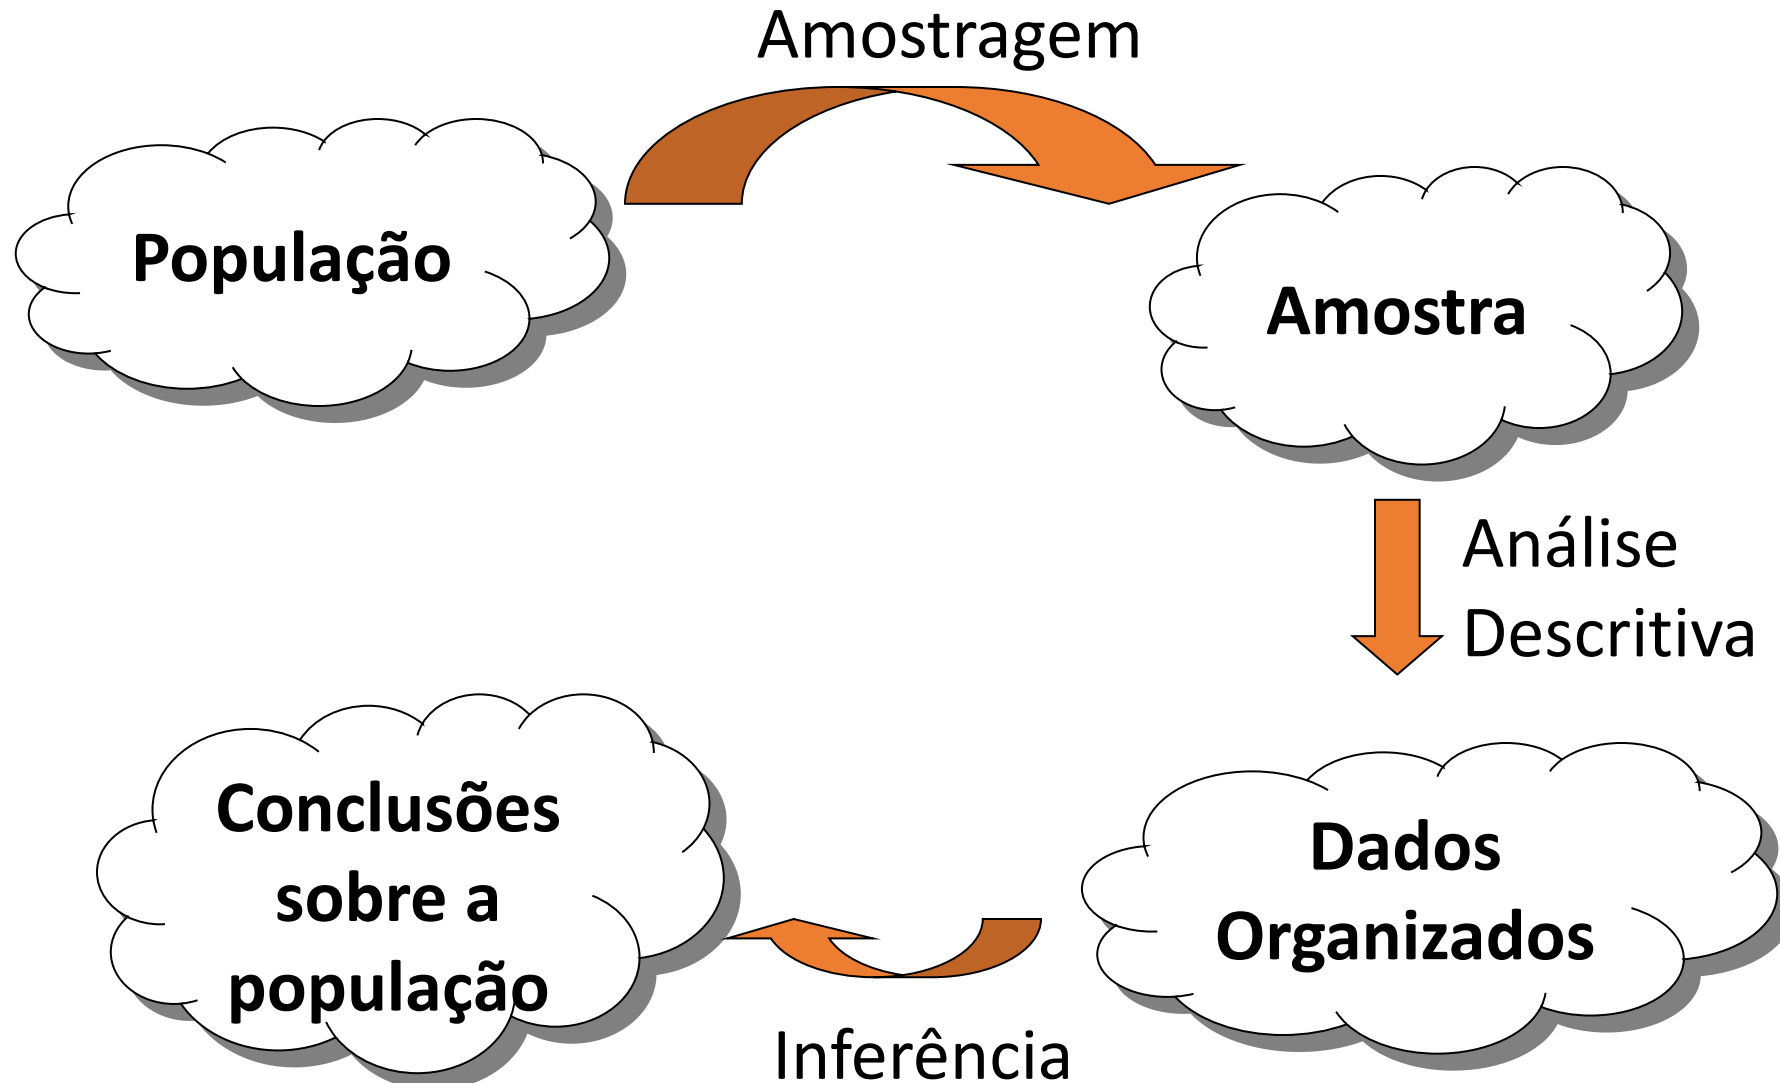 Amostragem
População
Amostra
Análise
Descritiva
Conclusões
sobre a
população
Dados
Organizados
Inferência